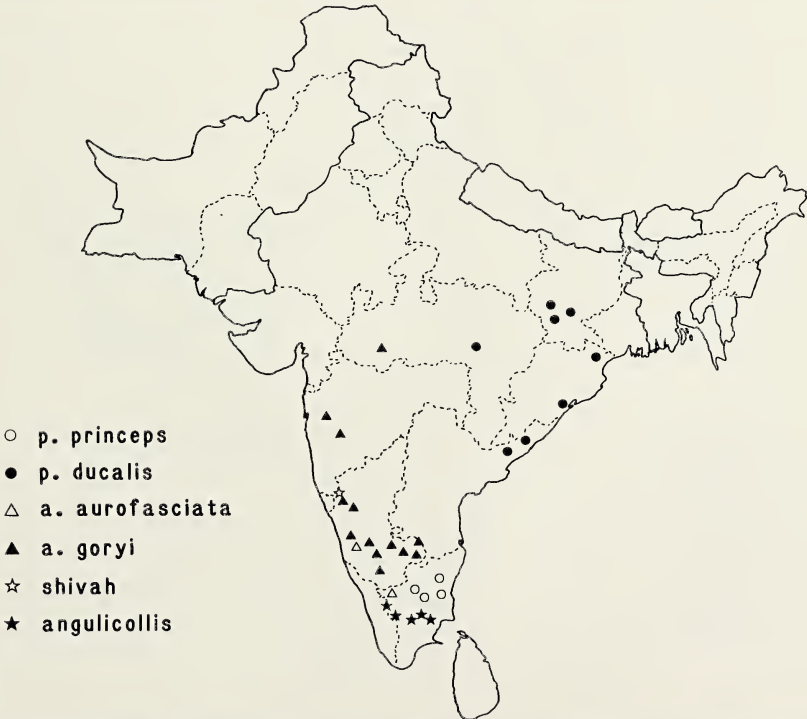 p. princeps
p. ducalis
a. aurofasciata
a. goryi
shivah
angulicollis